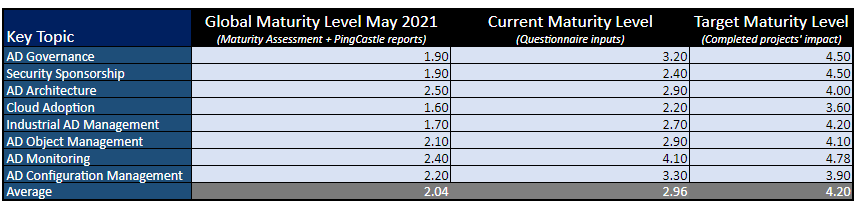 Key Topic Global Maturity Level May 2021 Current Maturity Level Target Maturity Level
(Maturity Assessment + PingCastle reports) (Questionnaire inputs) (Completed projects' impact)
AD Governance 1.90 3.20 4.50
Security Sponsorship 1.90 2.40 4.50
AD Architecture 2.50 2.90 4.00
Cloud Adoption 1.60 2.20 3.60
Industrial AD Management 1.70 2.70 4.20
AD Object Management 2.10 2.90 4.10
AD Monitoring 2.40 4.10 4.78
AD Configuration Management 2.20 3.30 3.90
Average 2.04 2.96 4.20